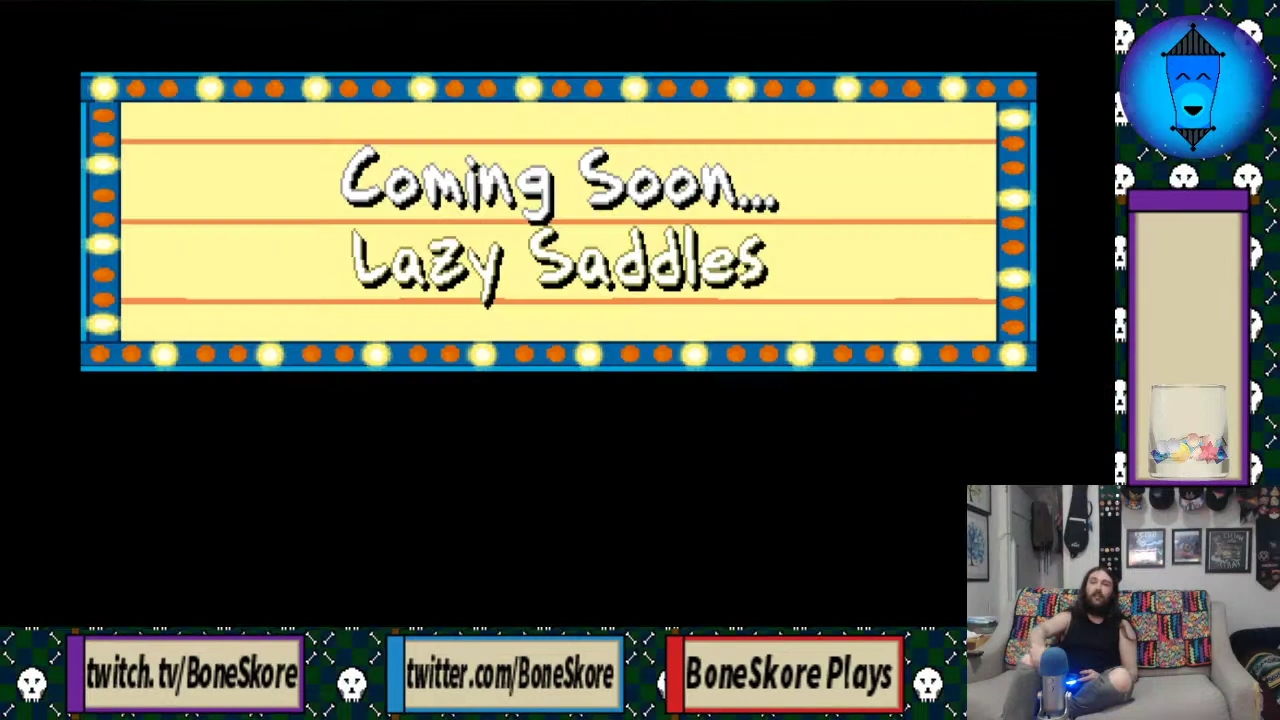 Coming Soon...
Lazy Saddles
twitch.tv/BoneSkore
twitter.com/BoneSkore
BoneSkore Plays